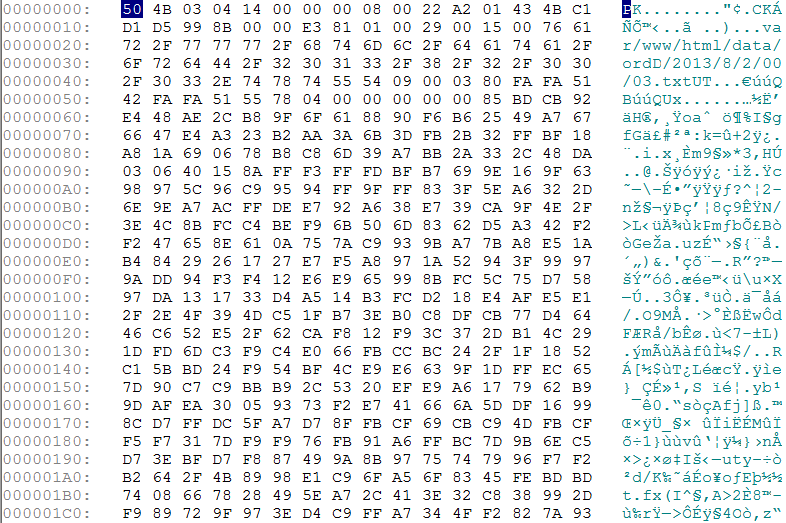 00000000: 50 4B 03 04 14 00 00 00 08 00 22 A2 01 43 4B C1 PK........"¢.CKÁ
00000010: D1 D5 99 8B 00 00 E3 81 01 00 29 00 15 00 76 61 ÑÕ™‹..ã ..)...va
00000020: 72 2F 77 77 77 2F 68 74 6D 6C 2F 64 61 74 61 2F r/www/html/data/
00000030: 6F 72 64 44 2F 32 30 31 33 2F 38 2F 32 2F 30 30 ordD/2013/8/2/00
00000040: 2F 30 33 2E 74 78 74 55 54 09 00 03 80 FA FA 51 /03.txtUT...€úúQ
00000050: 42 FA FA 51 55 78 04 00 00 00 00 00 85 BD CB 92 BúúQUx.......…½Ë’
00000060: E4 48 AE 2C B8 9F 6F 61 88 90 F6 B6 25 49 A7 67 äH®,¸Ÿoaˆ ö¶%I§g
00000070: 66 47 E4 A3 23 B2 AA 3A 6B 3D FB 2B 32 FF BF 18 fGä£#²ª:k=û+2ÿ¿.
00000080: A8 1A 69 06 78 B8 C8 6D 39 A7 BB 2A 33 2C 48 DA ¨.i.x¸Èm9§»*3,HÚ
00000090: 03 06 40 15 8A FF F3 FF FD BF B7 69 9E 16 9F 63 ..@.Šÿóÿý¿·iž.Ÿc
000000A0: 98 97 5C 96 C9 95 94 FF 9F FF 83 3F 5E A6 32 2D ˜—\–É•”ÿŸÿƒ?^¦2-
000000B0: 6E 9E A7 AC FF DE E7 92 A6 38 E7 39 CA 9F 4E 2F nž§¬ÿÞç’¦8ç9ÊŸN/
000000C0: 3E 4C 8B FC C4 BE F9 6B 50 6D 83 62 D5 A3 42 F2 >L‹üÄ¾ùkPmƒbÕ£Bò
000000D0: F2 47 65 8E 61 0A 75 7A C9 93 9B A7 7B A8 E5 1A òGeŽa.uzÉ“›§{¨å.
000000E0: B4 84 29 26 17 27 E7 F5 A8 97 1A 52 94 3F 99 97 ´„)&.'çõ¨—.R”?™—
000000F0: 9A DD 94 F3 F4 12 E6 E9 65 99 8B FC 5C 75 D7 58 šÝ”óô.æée™‹ü\u×X
00000100: 97 DA 13 17 33 D4 A5 14 B3 FC D2 18 E4 AF E5 E1 —Ú..3Ô¥.³üÒ.ä¯åá
00000110: 2F 2E 4F 39 4D C5 1F B7 3E B0 C8 DF CB 77 D4 64 /.O9MÅ.·>°ÈßËwÔd
00000120: 46 C6 52 E5 2F 62 CA F8 12 F9 3C 37 2D B1 4C 29 FÆRå/bÊø.ù<7-±L)
00000130: 1D FD 6D C3 F9 C4 E0 66 FB CC BC 24 2F 1F 18 52 .ýmÃùÄàfûÌ¼$/..R
00000140: C1 5B BD 24 F9 54 BF 4C E9 E6 63 9F 1D FF EC 65 Á[½$ùT¿LéæcŸ.ÿìe
00000150: 7D 90 C7 C9 BB B9 2C 53 20 EF E9 A6 17 79 62 B9 } ÇÉ»¹,S ïé¦.yb¹
00000160: 9D AF EA 30 05 93 73 F2 E7 41 66 6A 5D DF 16 99  ¯ê0.“sòçAfj]ß.™
00000170: 8C D7 FF DC 5F A7 D7 8F FB CF 69 CB C9 4D FB CF Œ×ÿÜ_§× ûÏiËÉMûÏ
00000180: F5 F7 31 7D F9 F9 76 FB 91 A6 FF BC 7D 9B 6E C5 õ÷1}ùùvû‘¦ÿ¼}›nÅ
00000190: D7 3E BF D7 F8 87 49 9A 8B 97 75 74 79 96 F7 F2 ×>¿×ø‡Iš‹—uty–÷ò
000001A0: B2 64 2F 4B 89 98 E1 C9 6F A5 6F 83 45 FE BD BD ²d/K‰˜áÉo¥oƒEþ½½
000001B0: 74 08 66 78 28 49 5E A7 2C 41 3E 32 C8 38 99 2D t.fx(I^§,A>2È8™-
000001C0: F9 89 72 9F 97 3E D4 C9 FF A7 34 4F F2 82 7A 93 ù‰rŸ—>ÔÉÿ§4Oò‚z“